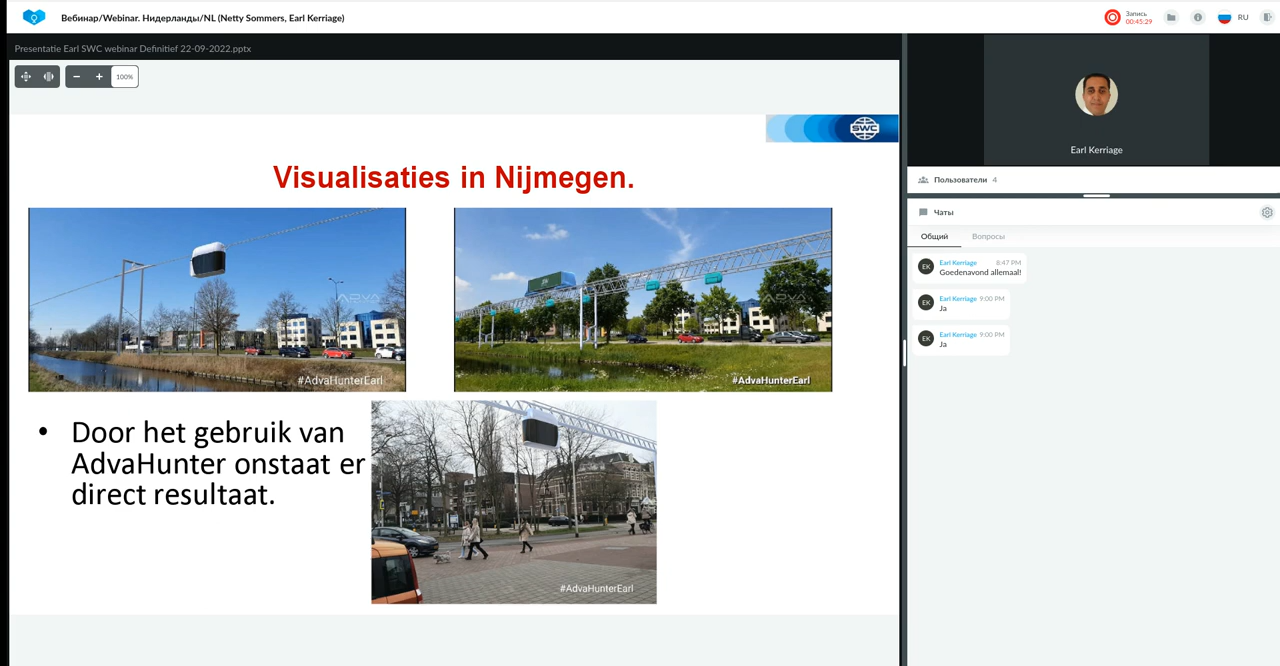 Вебинар/Webinar. Нидерланды/NL (Netty Sommers, Earl Kerriage)
Запись
00:45:29
RU
Presentatie Earl SWC webinar Definitief 22-09-2022.pptx
100%
SWC
Visualisaties in Nijmegen.
ADVA
#AdvaHunterEarl
ADVA
#AdvaHunterEarl
• Door het gebruik van
AdvaHunter onstaat er
direct resultaat.
#AdvaHunterEarl
Earl Kerriage
Пользователи 4
Чаты
Общий Вопросы
EK Earl Kerriage 8:47 PM
Goedenavond allemaal!
EK Earl Kerriage 9:00 PM
Ja
EK Earl Kerriage 9:00 PM
Ja